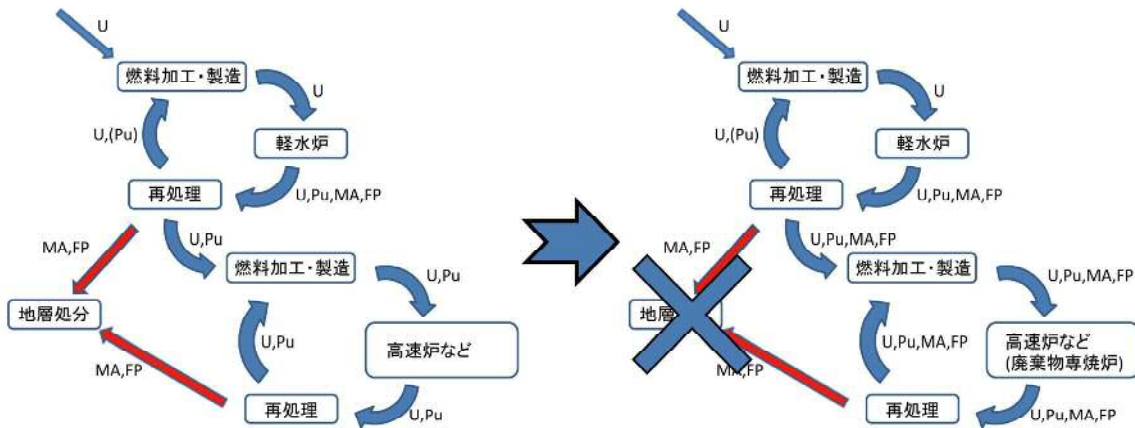 U
燃料加工・製造
U
U,(Pu)
軽水炉
再処理
U,Pu,MA,FP
MA,FP
U,Pu
燃料加工・製造
U,Pu
地層処分
U,Pu
高速炉など
MA,FP
再処理
U,Pu
U
燃料加工・製造
U
U,(Pu)
軽水炉
再処理
U,Pu,MA,FP
MA,FP
U,Pu,MA,FP
燃料加工・製造
U,Pu,MA,FP
地層
U,Pu,MA,FP
高速炉など
(廃棄物専焼炉)
MA,FP
再処理
U,Pu,MA,FP